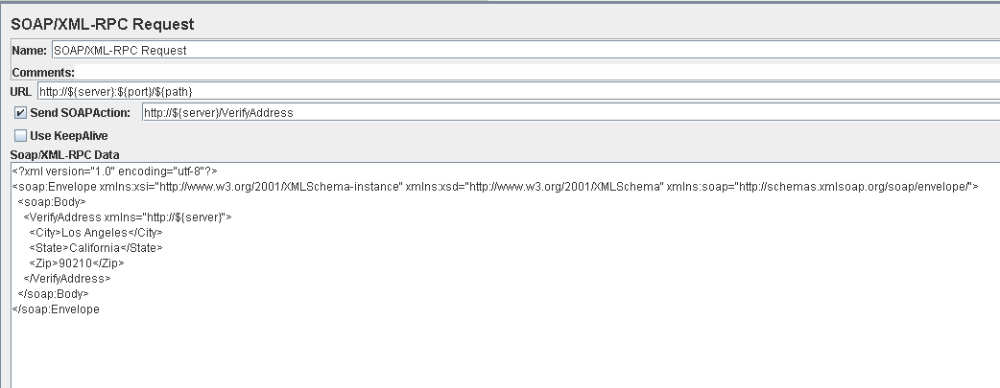 SOAP/XML-RPC Request
Name: SOAP/XML-RPC Request
Comments:
URL http://${server}:${port}/${path}
Send SOAPAction: http://${server}/VerifyAddress
Use KeepAlive
Soap/XML-RPC Data
<?xml version="1.0" encoding="utf-8"?>
<soap:Envelope xmlns:xsi="http://www.w3.org/2001/XMLSchema-instance" xmlns:xsd="http://www.w3.org/2001/XMLSchema" xmlns:soap="http://schemas.xmlsoap.org/soap/envelope/">
<soap:Body>
<VerifyAddress xmlns="http://${server}">
<City>Los Angeles</City>
<State>California</State>
<Zip>90210</Zip>
</VerifyAddress>
</soap:Body>
</soap:Envelope